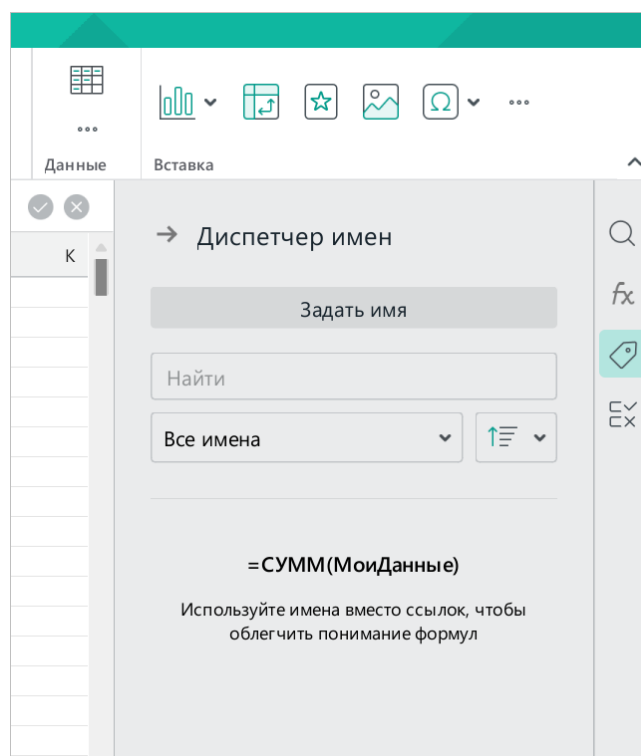 Данные
Вставка
K
Диспетчер имен
Задать имя
Найти
Все имена
=СУММ(МоиДанные)
Используйте имена вместо ссылок, чтобы
облегчить понимание формул